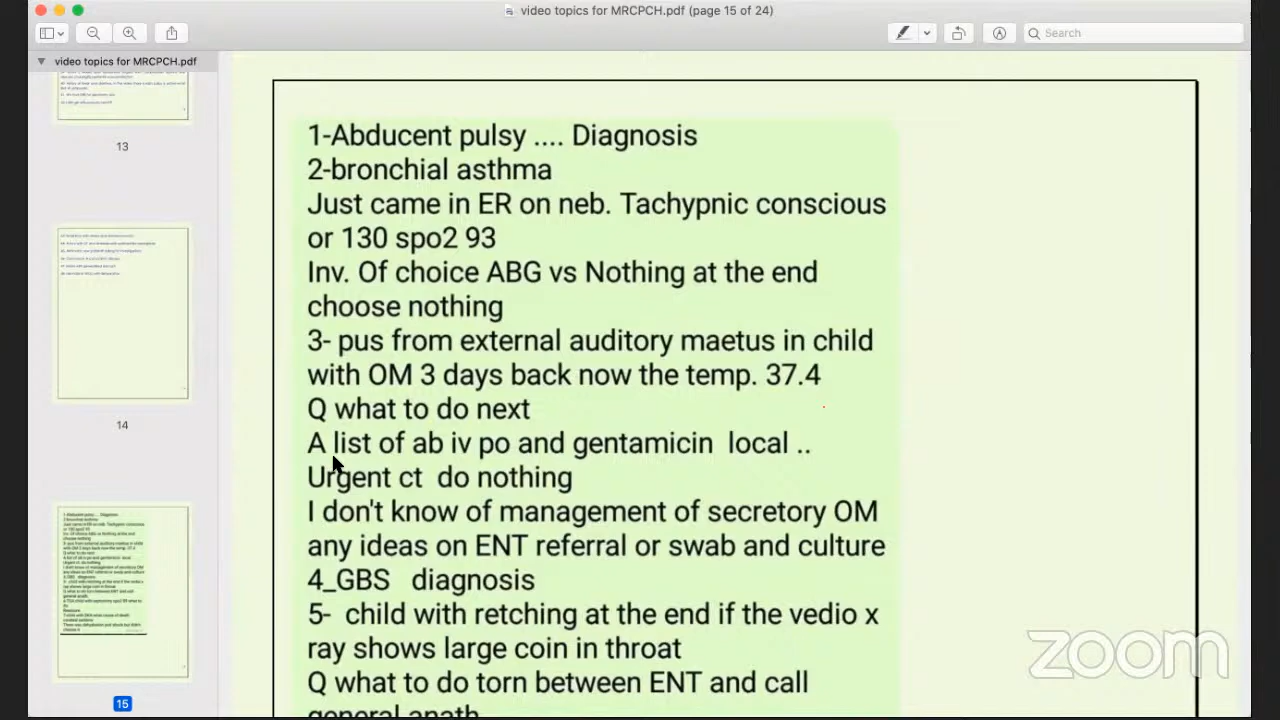 video topics for MRCPCH.pdf (page 15 of 24)
Search
video topics for MRCPCH.pdf
13
14
15
1-Abducent pulsy .... Diagnosis
2-bronchial asthma
Just came in ER on neb. Tachypnic conscious
or 130 spo2 93
Inv. Of choice ABG vs Nothing at the end
choose nothing
3- pus from external auditory maetus in child
with OM 3 days back now the temp. 37.4
Q what to do next
A list of ab iv po and gentamicin local ..
Urgent ct do nothing
I don't know of management of secretory OM
any ideas on ENT referral or swab and culture
4_GBS diagnosis
5- child with retching at the end if the vedio x
ray shows large coin in throat
Q what to do torn between ENT and call
general anath
zoom